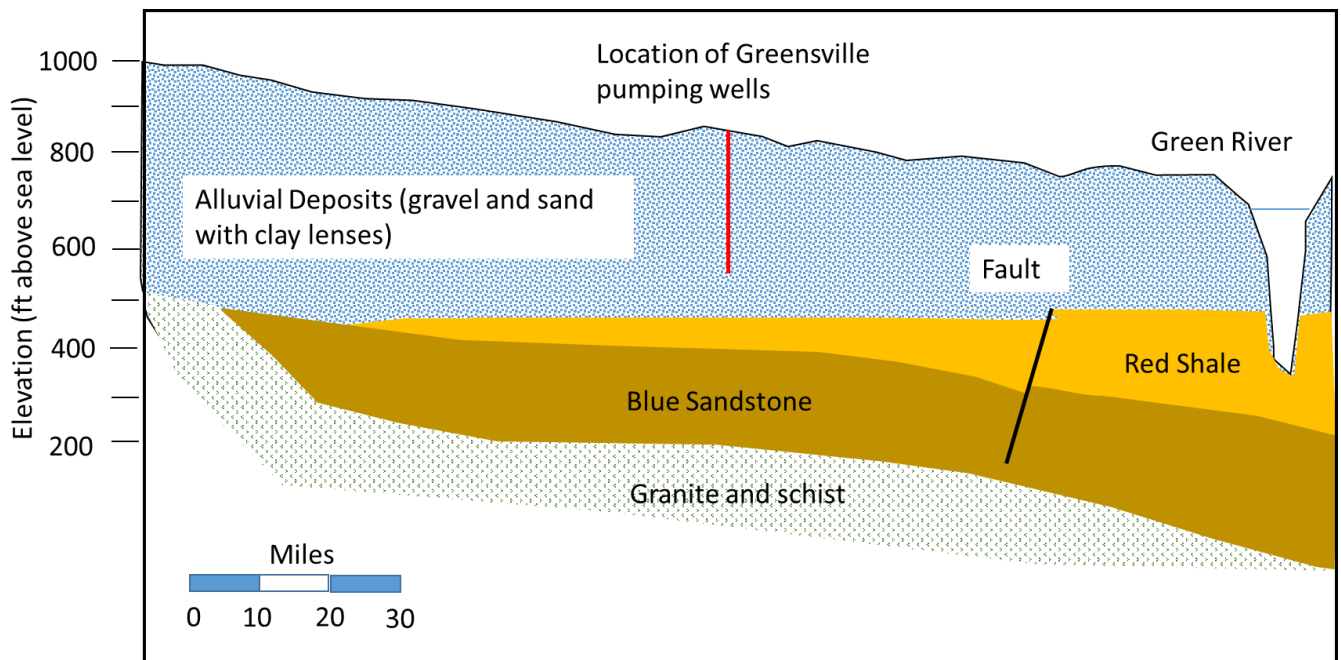 Location of Greensville
pumping wells
Green River
Elevation (ft above sea level)
1000
800
600
400
200
Alluvial Deposits (gravel and sand
with clay lenses)
Fault
Red Shale
Blue Sandstone
Granite and schist
Miles
0 10 20 30